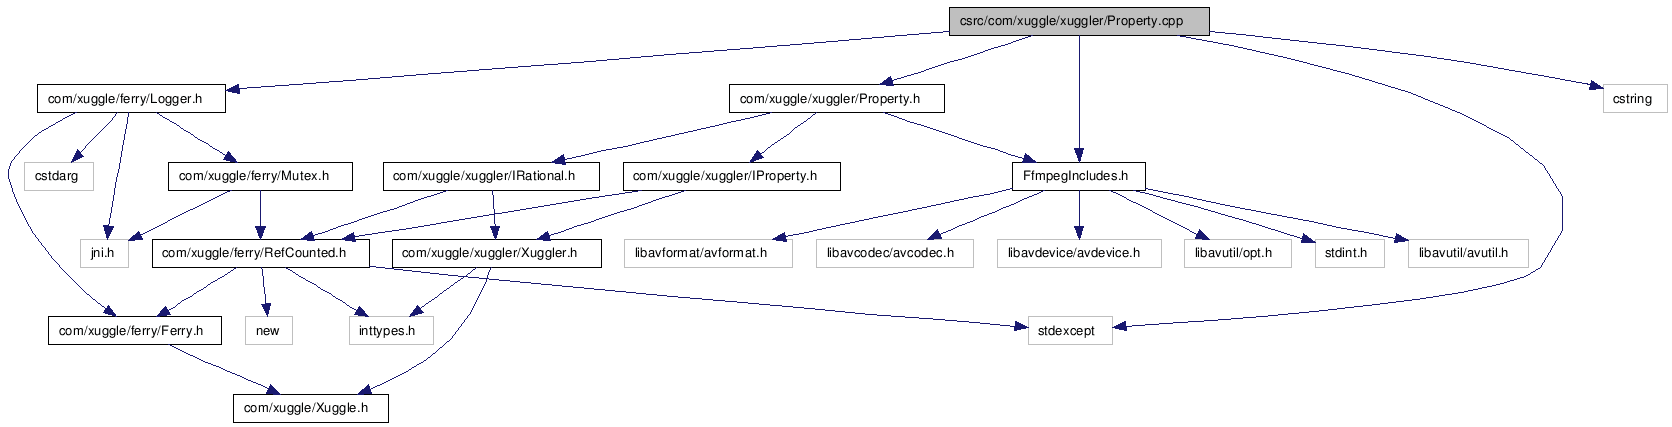 csrc/com/xuggle/xuggler/Property.cpp
com/xuggle/ferry/Logger.h
com/xuggle/xuggler/Property.h
cstring
cstdarg
com/xuggle/ferry/Mutex.h
com/xuggle/xuggler/IRational.h
com/xuggle/xuggler/IProperty.h
FfmpegIncludes.h
jni.h
com/xuggle/ferry/RefCounted.h
com/xuggle/xuggler/Xuggler.h
libavformat/avformat.h
libavcodec/avcodec.h
libavdevice/avdevice.h
libavutil/opt.h
stdint.h
libavutil/avutil.h
com/xuggle/ferry/Ferry.h
new
inttypes.h
stdexcept
com/xuggle/Xuggle.h